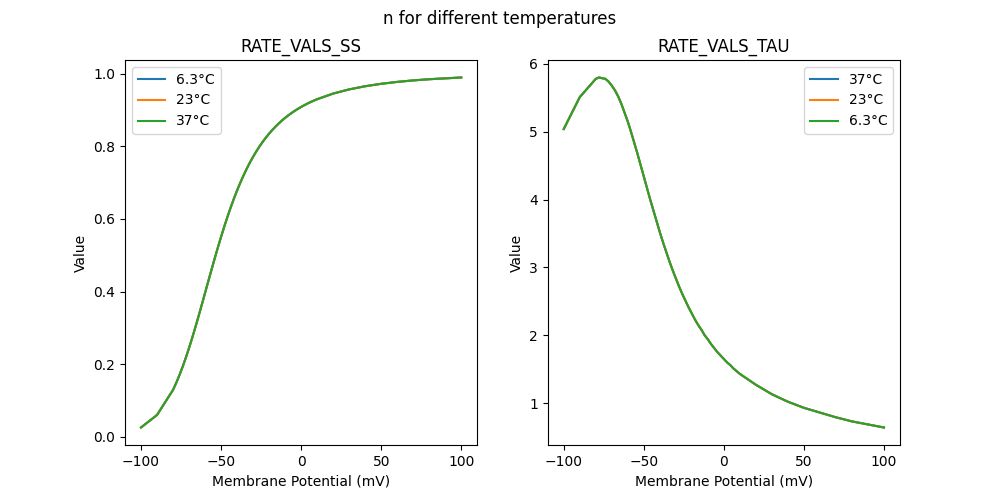 n for different temperatures
RATE_VALS_SS
1.0
0.8
0.6
0.4
0.2
0.0
Value
6.3°C
23°C
37°C
−100
−50
0
50
100
Membrane Potential (mV)
RATE_VALS_TAU
6
5
4
3
2
1
Value
37°C
23°C
6.3°C
−100
−50
0
50
100
Membrane Potential (mV)